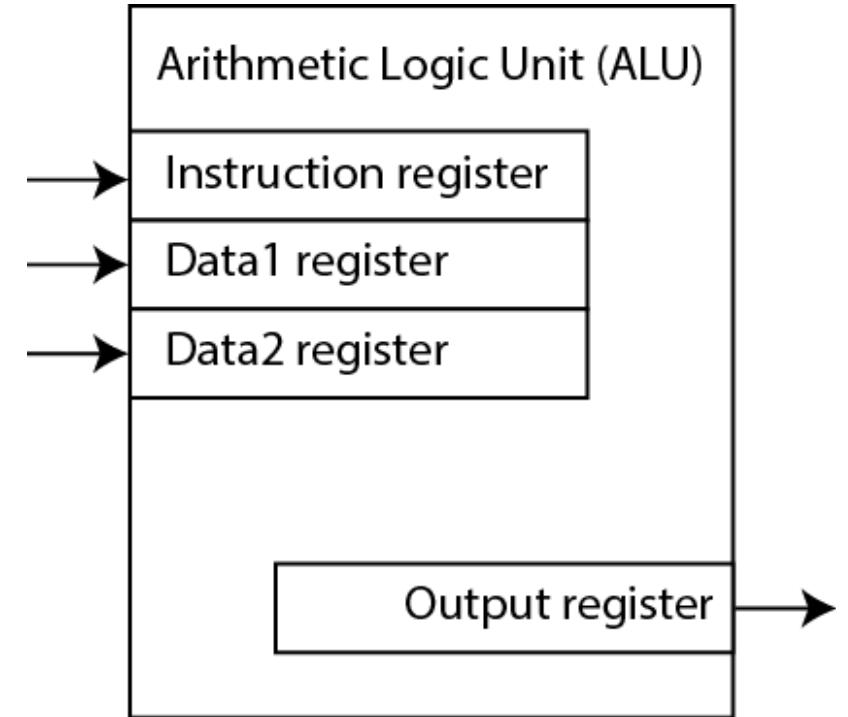 Arithmetic Logic Unit (ALU)
Instruction register
Data1 register
Data2 register
Output register